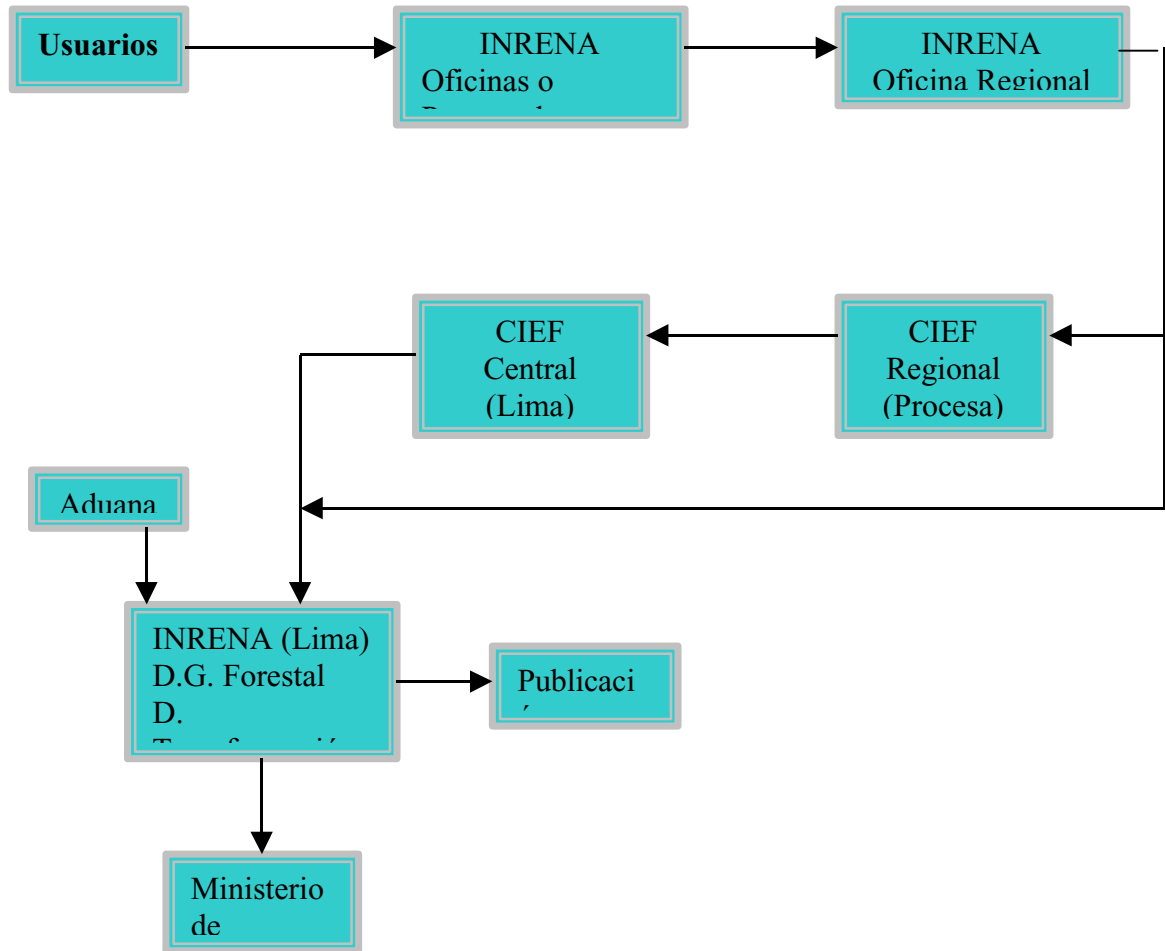 Usuarios
INRENA
Oficinas o
INRENA
Oficina Regional
CIEF
Central
(Lima)
CIEF
Regional
(Procesa)
Aduana
INRENA (Lima)
D.G. Forestal
D.
Publicaci
Ministerio
de